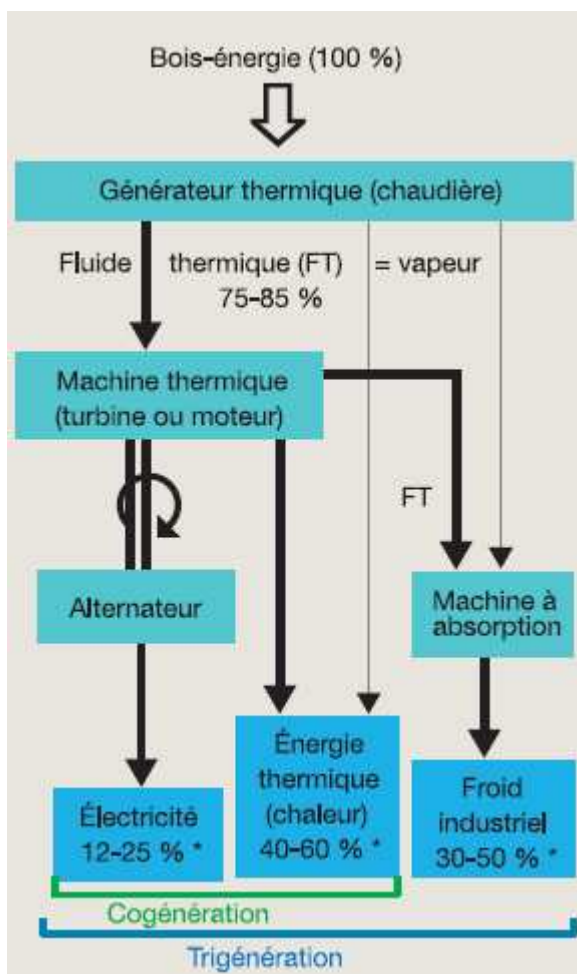 Bois-énergie (100 %)
Générateur thermique (chaudière)
Fluide thermique (FT) = vapeur
75-85 %
Machine thermique
(turbine ou moteur)
FT
Alternateur
Machine à
absorption
Électricité
12-25 % *
Énergie
thermique
(chaleur)
40-60 % *
Froid
industriel
30-50 % *
Cogénération
Trigénération